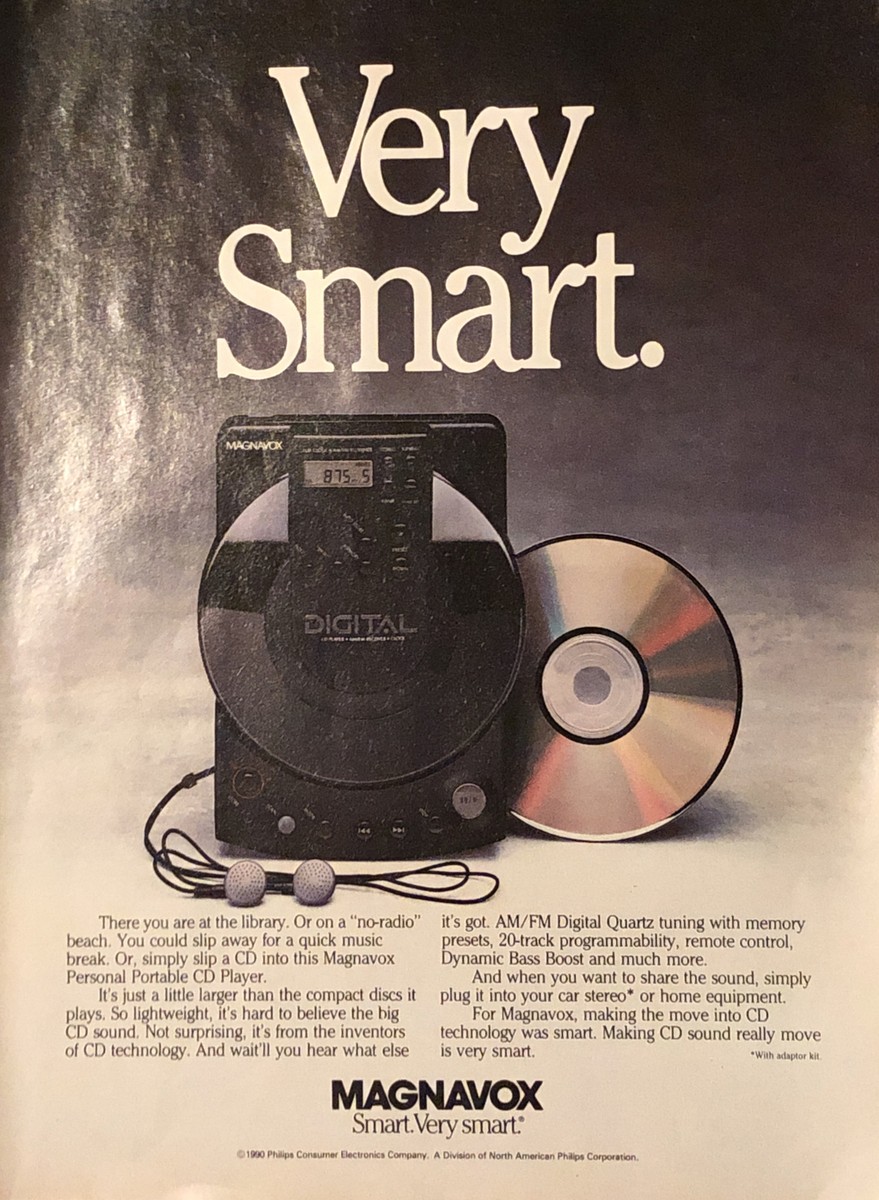 Very
Smart.
MAGNAVOX
875 5
DIGITAL
There you are at the library. Or on a "no-radio"
beach. You could slip away for a quick music
break. Or, simply slip a CD into this Magnavox
Personal Portable CD Player.
It's just a little larger than the compact discs it
plays. So lightweight, it's hard to believe the big
CD sound. Not surprising, it's from the inventors
of CD technology. And wait'll you hear what else
it's got. AM/FM Digital Quartz tuning with memory
presets, 20-track programmability, remote control,
Dynamic Bass Boost and much more.
And when you want to share the sound, simply
plug it into your car stereo* or home equipment.
For Magnavox, making the move into CD
technology was smart. Making CD sound really move
is very smart.
*With adaptor kit.
MAGNAVOX
Smart. Very smart.®
©1990 Philips Consumer Electronics Company. A Division of North American Philips Corporation.